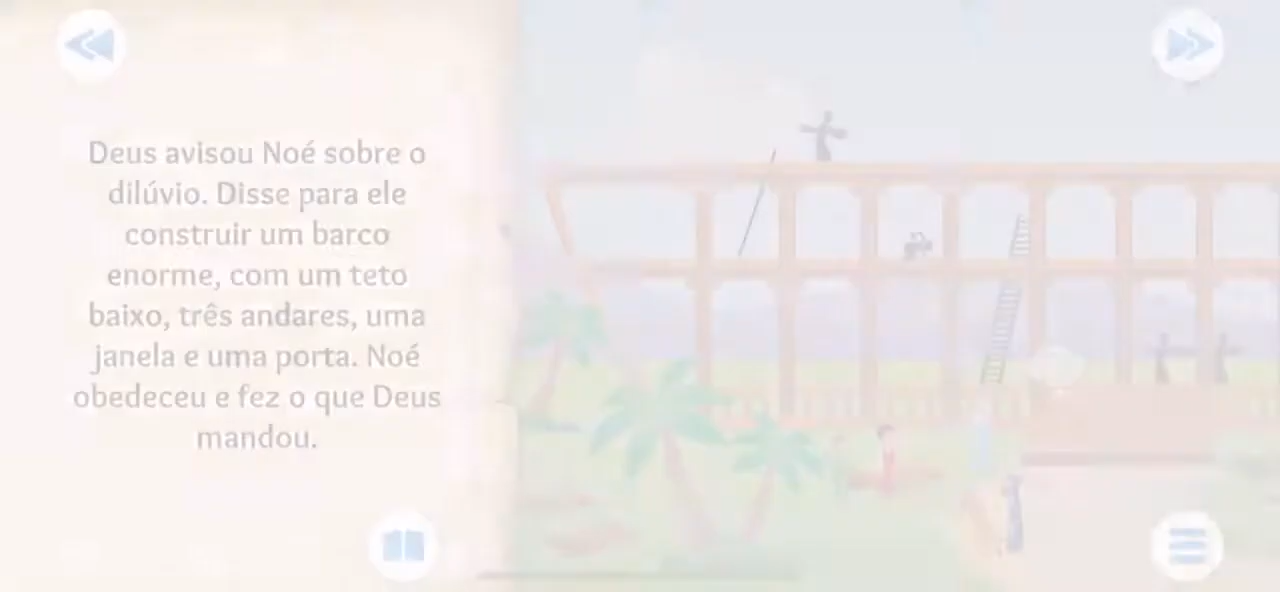 Deus avisou Noé sobre o
dilúvio. Disse para ele
construir um barco
enorme, com um teto
baixo, três andares, uma
janela e uma porta. Noé
obedeceu e fez o que Deus
mandou.